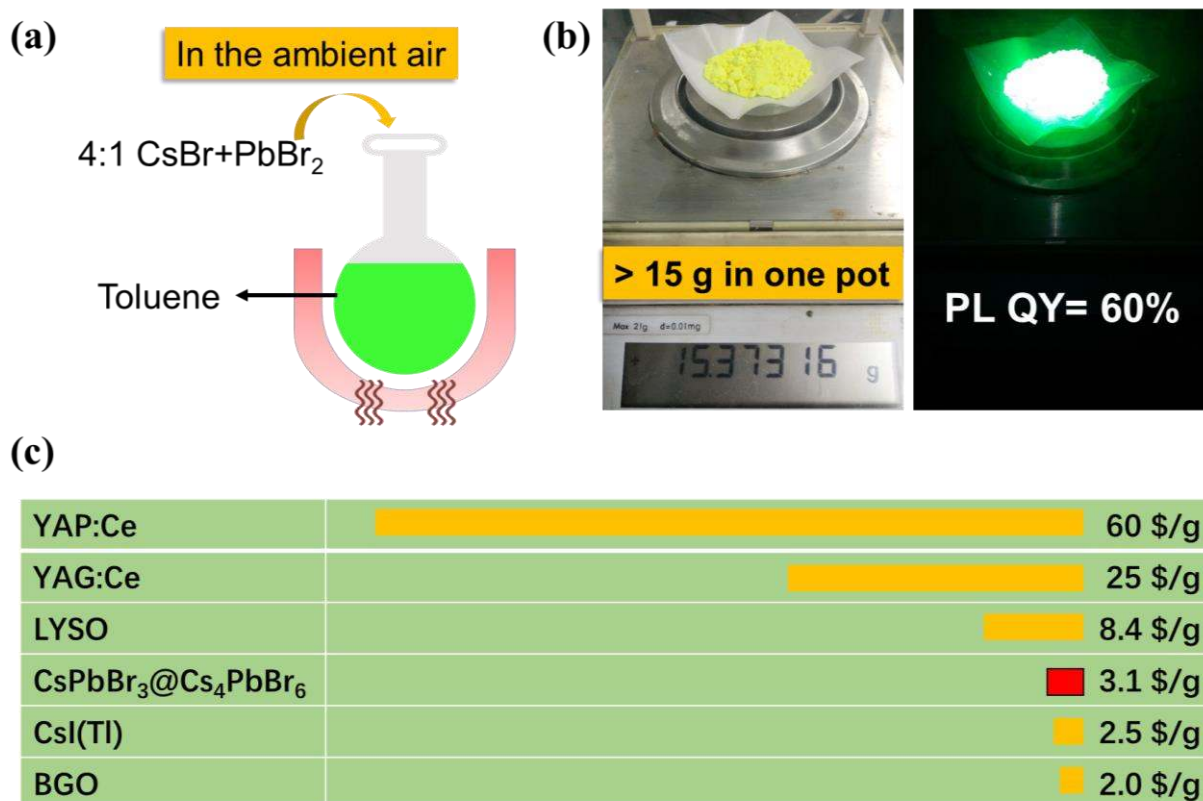 (a)
In the ambient air
4:1 CsBr+PbBr₂
Toluene
(b)
> 15 g in one pot
Max 21g d=0.01mg
15.37316 g
PL QY= 60%
(c)
YAP:Ce 60 $/g
YAG:Ce 25 $/g
LYSO 8.4 $/g
CsPbBr₃@Cs₄PbBr₆ 3.1 $/g
CsI(Tl) 2.5 $/g
BGO 2.0 $/g